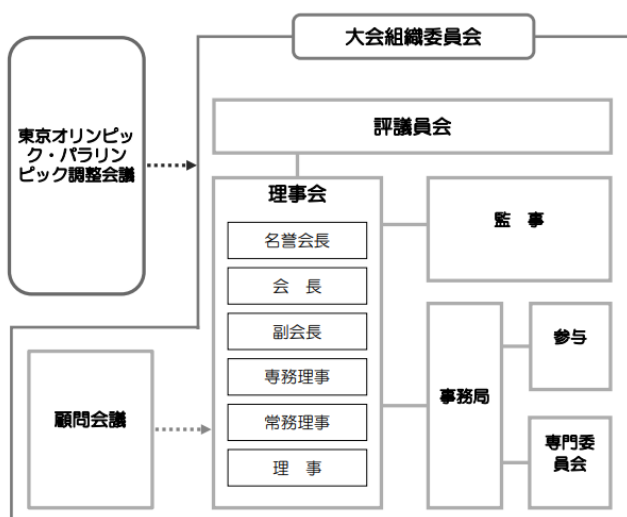 大会組織委員会
東京オリンピッ
ク・パラリン
ピック調整会議
評議員会
理事会
名誉会長
会　長
副会長
専務理事
常務理事
理　事
監　事
顧問会議
事務局
参与
専門委
員会